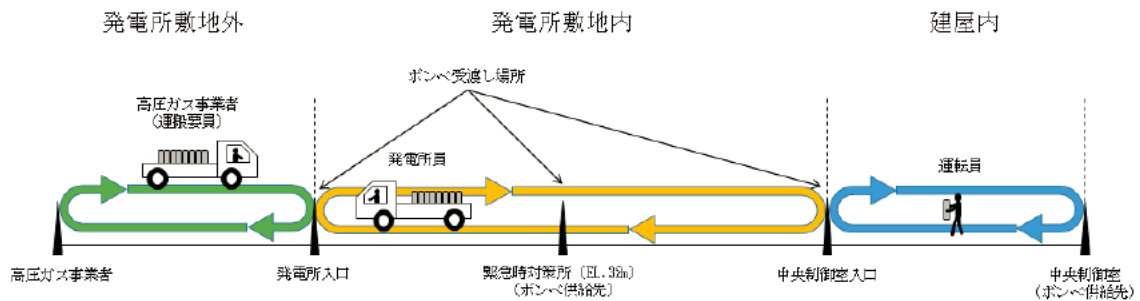 発電所敷地外
発電所敷地内
建屋内
ボンベ受渡し場所
高圧ガス事業者
(運搬要員)
発電所員
運転員
高圧ガス事業者
発電所入口
緊急時対策所〔EL.32m〕
(ボンベ供給先)
中央制御室入口
中央制御室
(ボンベ供給先)